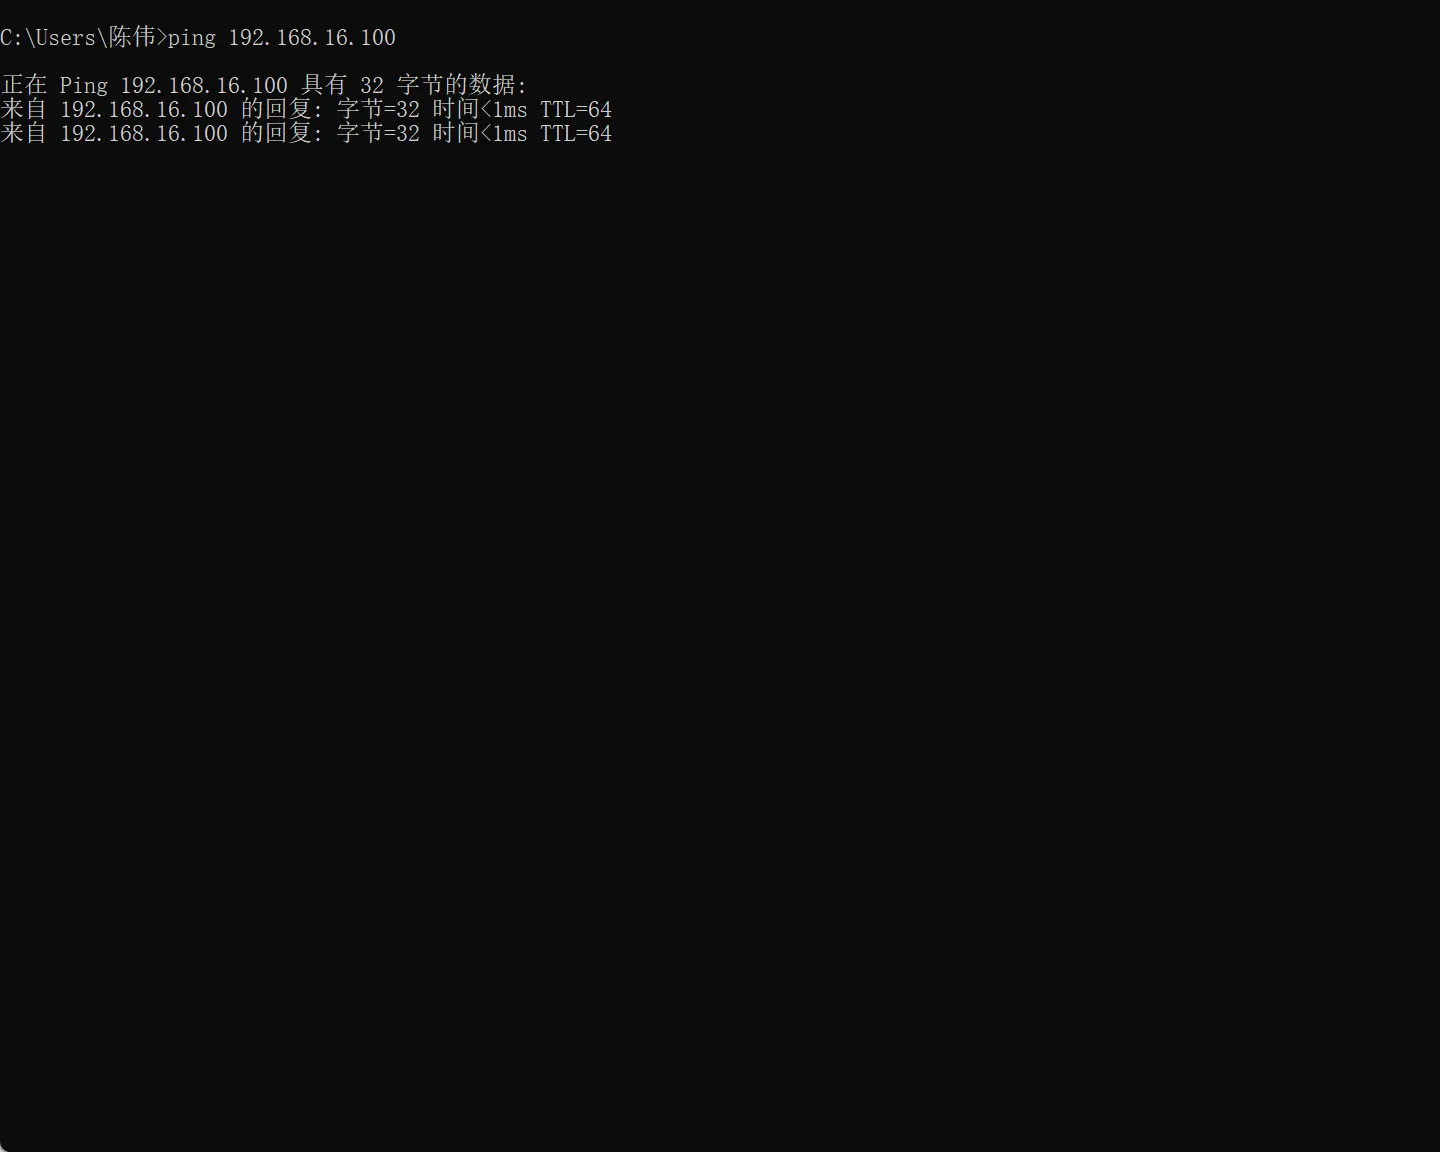 C:\Users\陈伟>ping 192.168.16.100
正在 Ping 192.168.16.100 具有 32 字节的数据:
来自 192.168.16.100 的回复: 字节=32 时间<1ms TTL=64
来自 192.168.16.100 的回复: 字节=32 时间<1ms TTL=64